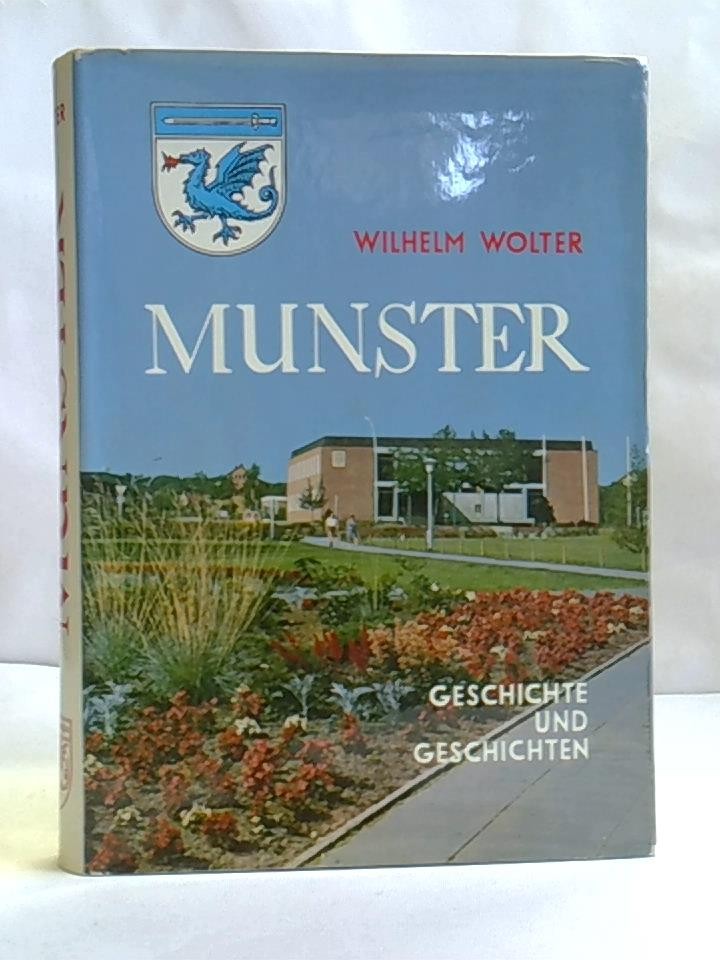 WILHELM WOLTER
MUNSTER
GESCHICHTE
UND
GESCHICHTEN